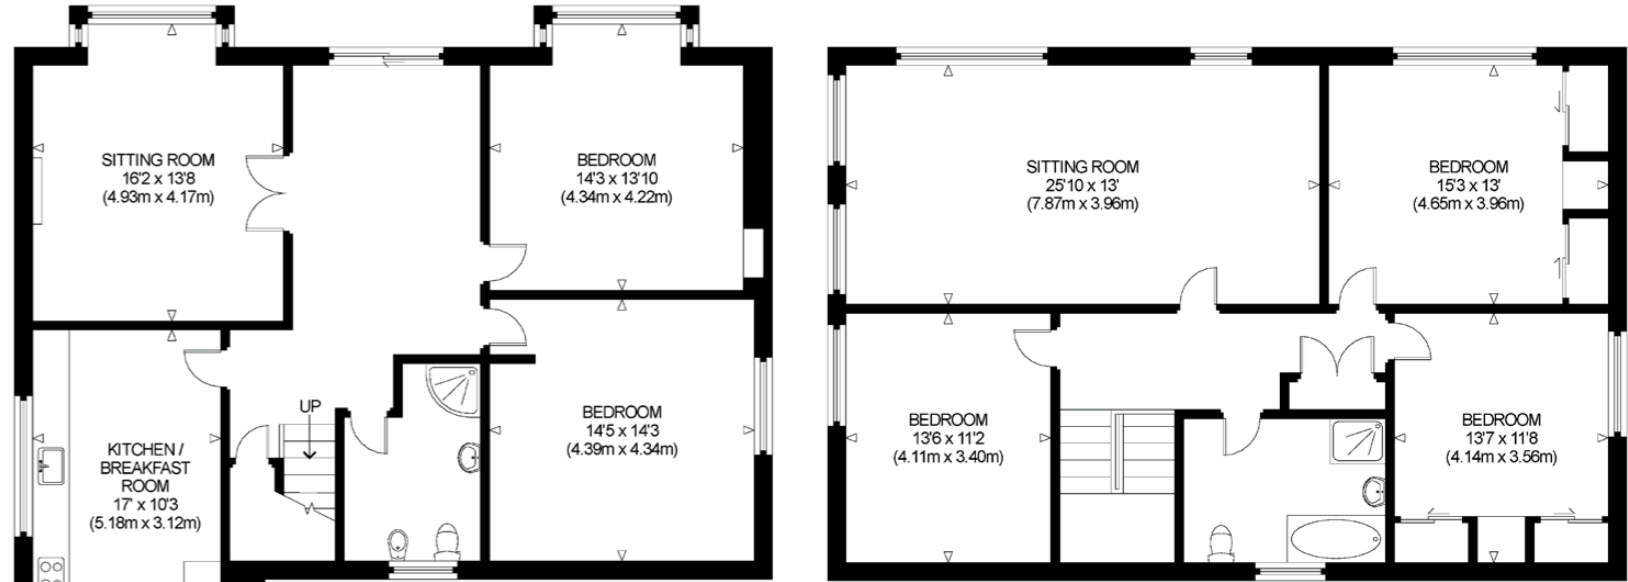 SITTING ROOM
16'2 x 13'8
(4.93m x 4.17m)
BEDROOM
14'3 x 13'10
(4.34m x 4.22m)
SITTING ROOM
25'10 x 13'
(7.87m x 3.96m)
BEDROOM
15'3 x 13'
(4.65m x 3.96m)
UP
KITCHEN /
BREAKFAST
ROOM
17' x 10'3
(5.18m x 3.12m)
BEDROOM
14'5 x 14'3
(4.39m x 4.34m)
BEDROOM
13'6 x 11'2
(4.11m x 3.40m)
BEDROOM
13'7 x 11'8
(4.14m x 3.56m)